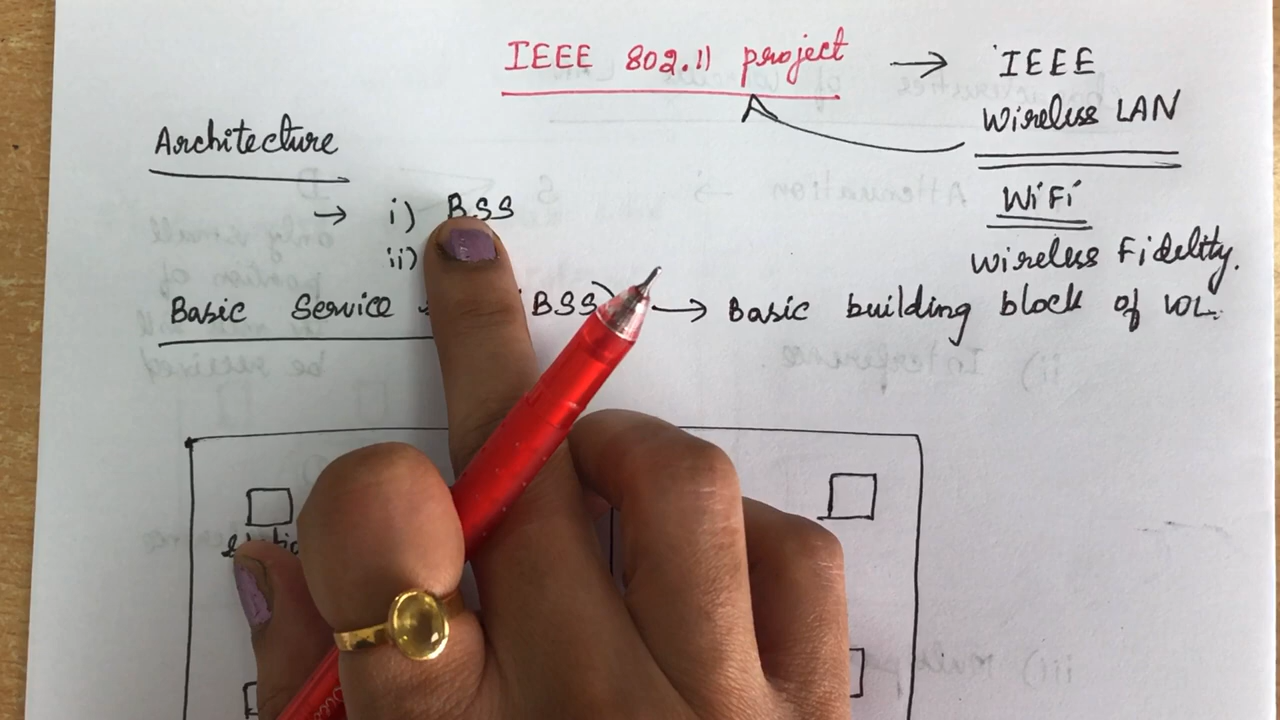 IEEE 802.11 project → IEEE
Wireless LAN
Architecture
→ i) BSS
WiFi
ii)
Wireless Fidelity.
Basic Service (BSS) → Basic building block of